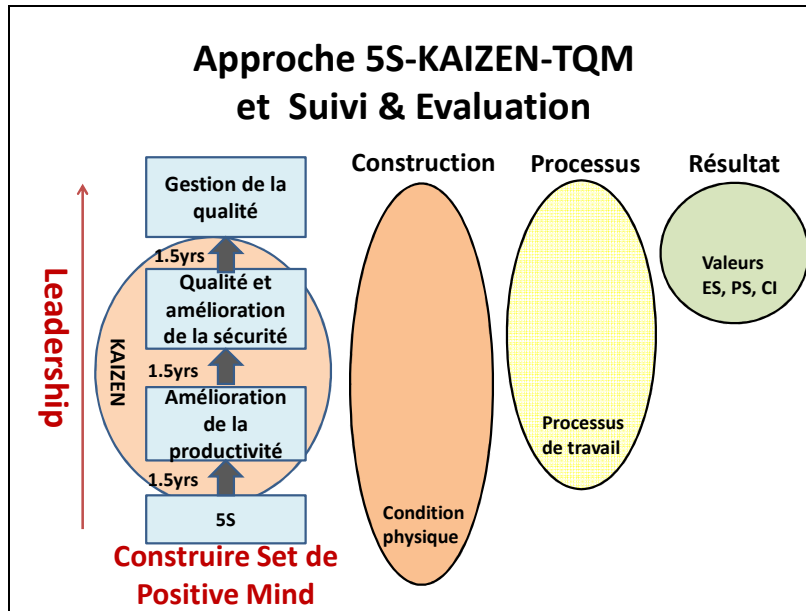 Approche 5S-KAIZEN-TQM
et Suivi & Evaluation
Leadership
KAIZEN
Gestion de la
qualité
1.5yrs
Qualité et
amélioration
de la sécurité
1.5yrs
Amélioration
de la
productivité
1.5yrs
5S
Construire Set de
Positive Mind
Construction
Condition
physique
Processus
Processus
de travail
Résultat
Valeurs
ES, PS, CI